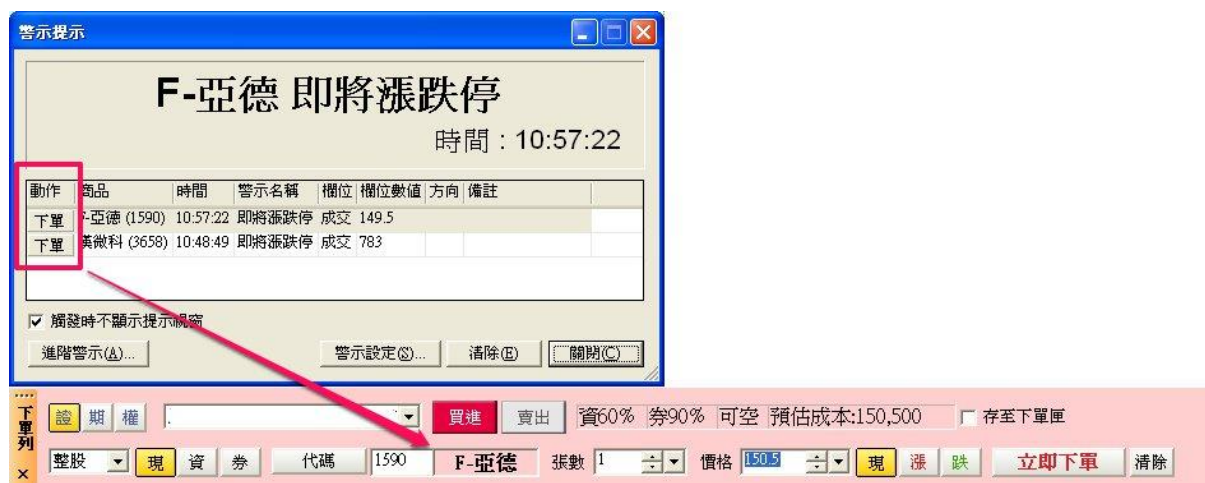 警示提示
F-亞德 即將漲跌停
時間：10:57:22
動作 商品 時間 警示名稱 欄位 欄位數值 方向 備註
下單 F-亞德 (1590) 10:57:22 即將漲跌停 成交 149.5
下單 漢微科 (3658) 10:48:49 即將漲跌停 成交 783
觸發時不顯示提示視窗
進階警示(A)... 警示設定(S)... 清除(E) 關閉(C)
下單列
證 期 權 買進 賣出 資60% 券90% 可空 預估成本:150,500 存至下單匣
整股 現 資 券 代碼 1590 F-亞德 張數 1 價格 150.5 現 漲 跌 立即下單 清除